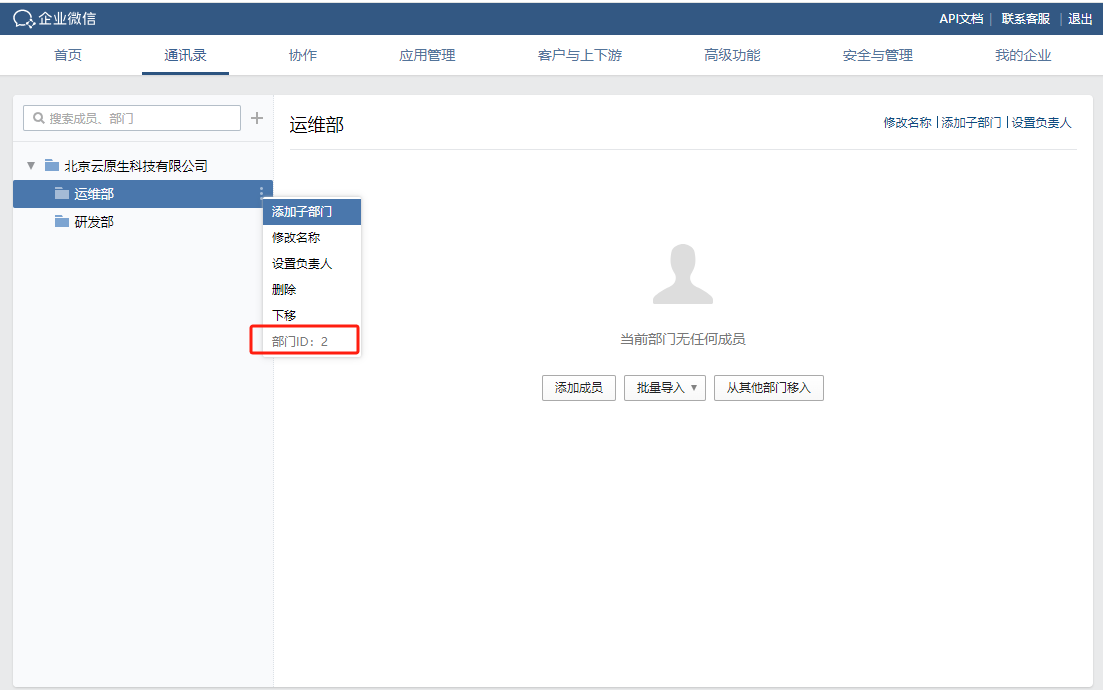 企业微信
API文档 | 联系客服 | 退出
首页 通讯录 协作 应用管理 客户与上下游 高级功能 安全与管理 我的企业
搜索成员、部门
北京云原生科技有限公司
运维部
研发部
添加子部门
修改名称
设置负责人
删除
下移
部门ID：2
运维部
修改名称 | 添加子部门 | 设置负责人
当前部门无任何成员
添加成员 批量导入 从其他部门移入